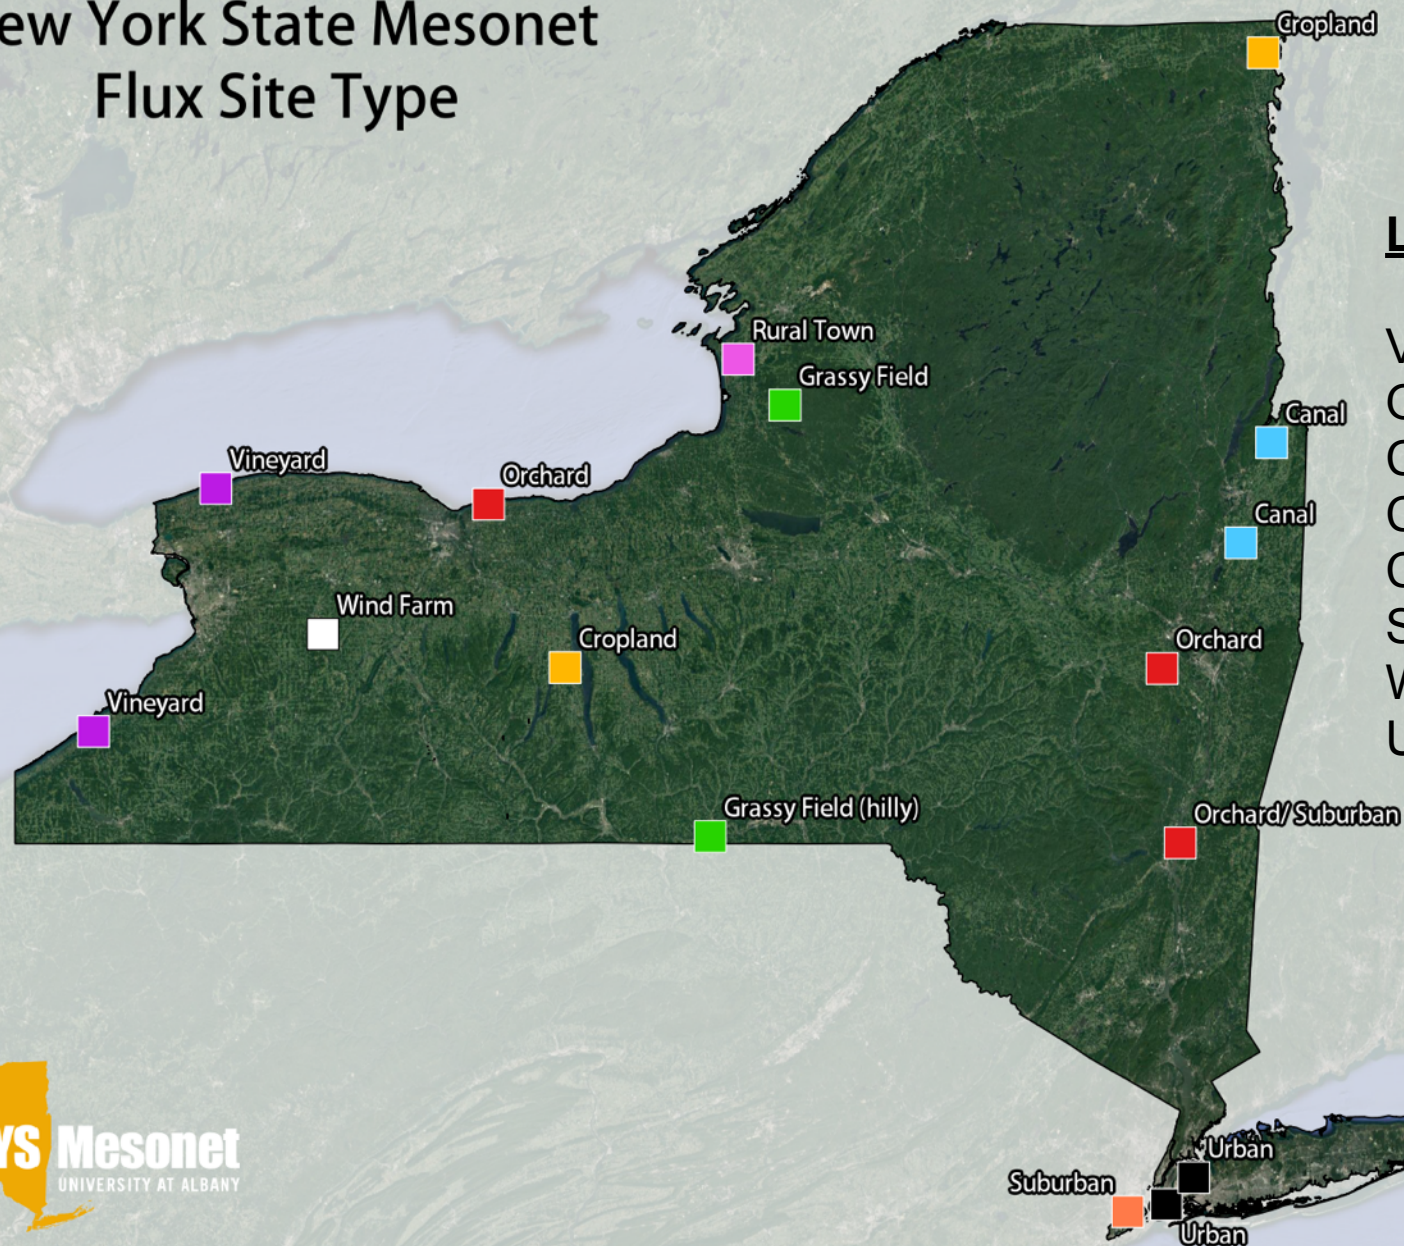 ew York State Mesonet
Flux Site Type
Cropland
L
Rural Town
Grassy Field
V
O
Canal
Vineyard
Orchard
Canal
Wind Farm
Cropland
Orchard
S
W
Vineyard
U
Grassy Field (hilly)
Orchard/ Suburban
YS Mesonet
UNIVERSITY AT ALBANY
Urban
Suburban
Urban